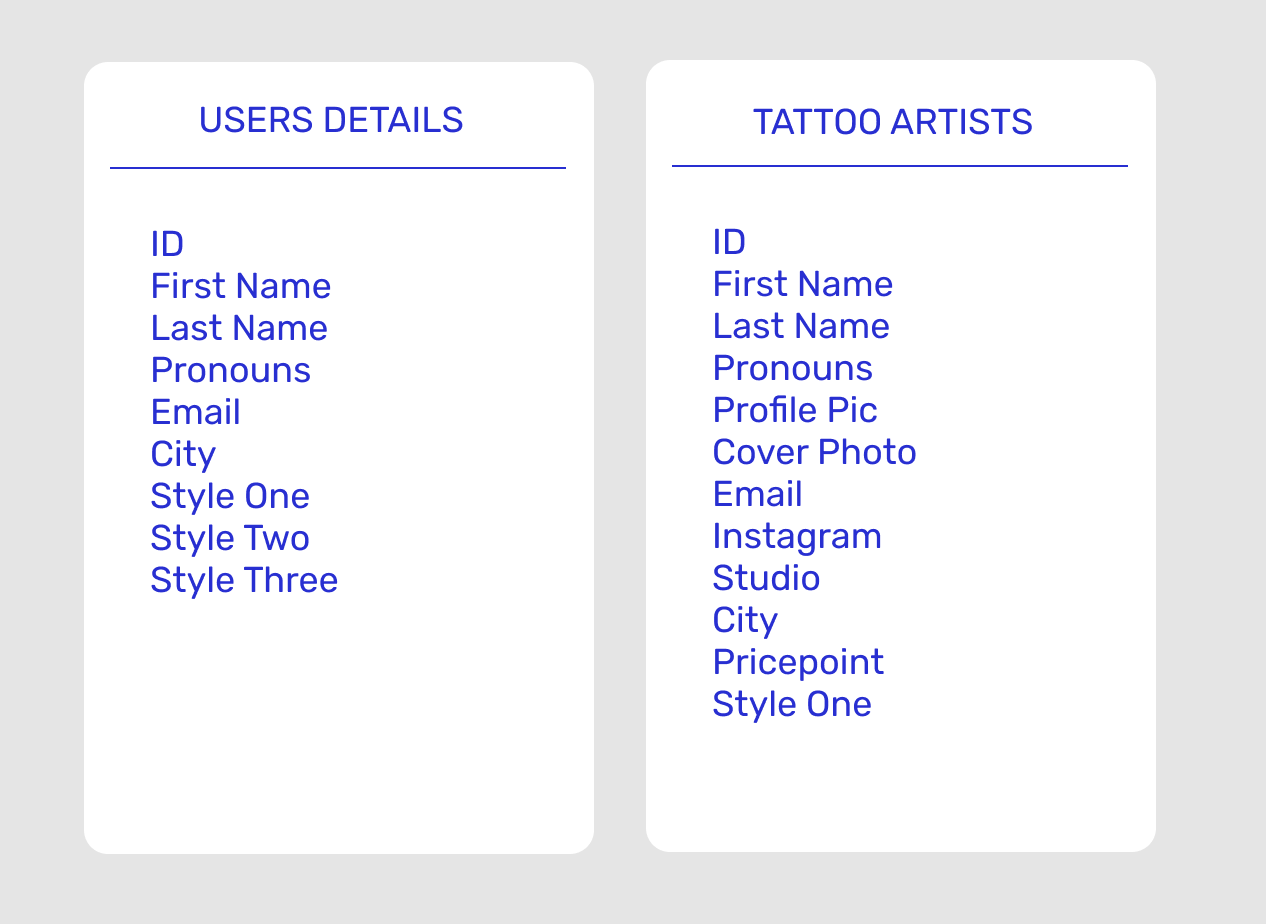 USERS DETAILS
ID
First Name
Last Name
Pronouns
Email
City
Style One
Style Two
Style Three
TATTOO ARTISTS
ID
First Name
Last Name
Pronouns
Profile Pic
Cover Photo
Email
Instagram
Studio
City
Pricepoint
Style One